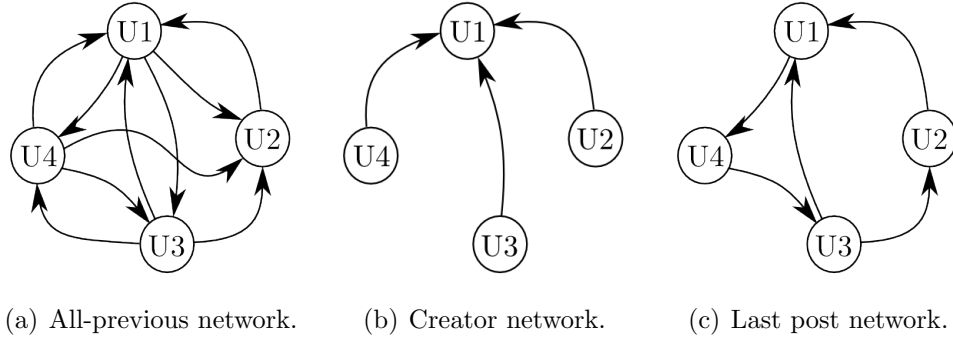 U1
U2
U4
U3
U1
U4
U2
U3
U1
U4
U2
U3
(a) All-previous network.
(b) Creator network.
(c) Last post network.